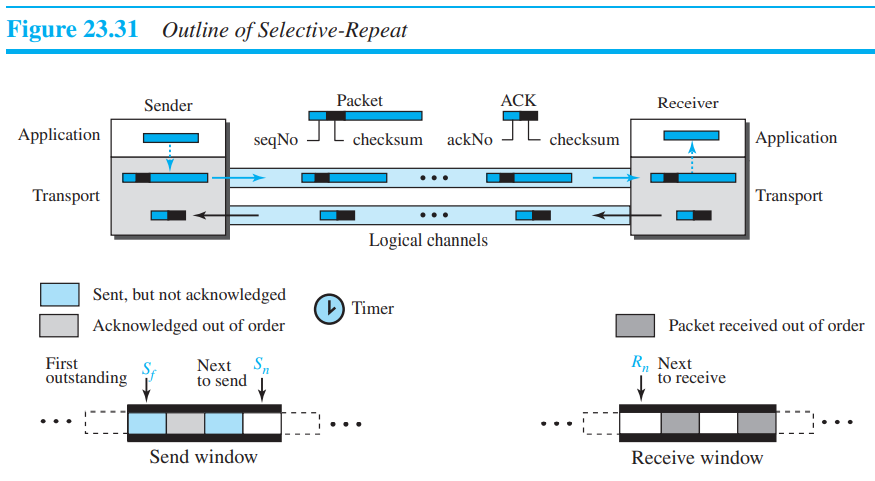 Figure 23.31 Outline of Selective-Repeat
Sender
Packet
ACK
Receiver
Application
seqNo
checksum
ackNo
checksum
Application
Transport
Transport
Logical channels
Sent, but not acknowledged
Timer
Acknowledged out of order
Packet received out of order
First
outstanding
Sf
Next
to send
Sn
Rn
Next
to receive
Send window
Receive window